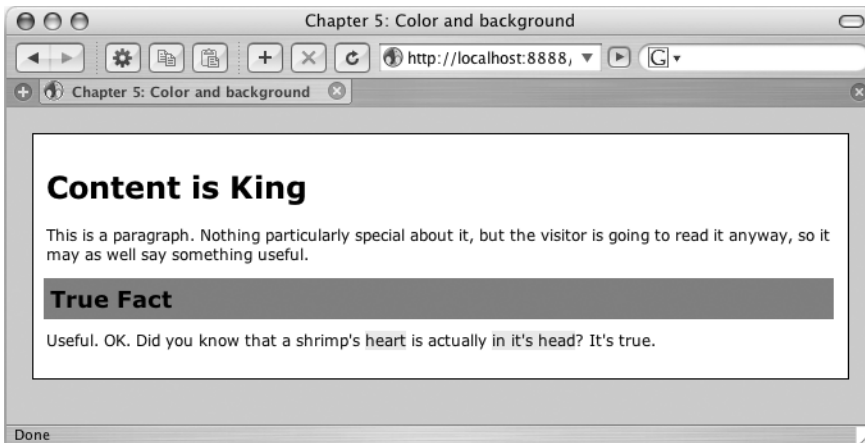 Chapter 5: Color and background
http://localhost:8888/
G
Chapter 5: Color and background
Content is King
This is a paragraph. Nothing particularly special about it, but the visitor is going to read it anyway, so it
may as well say something useful.
True Fact
Useful. OK. Did you know that a shrimp's heart is actually in it's head? It's true.
Done